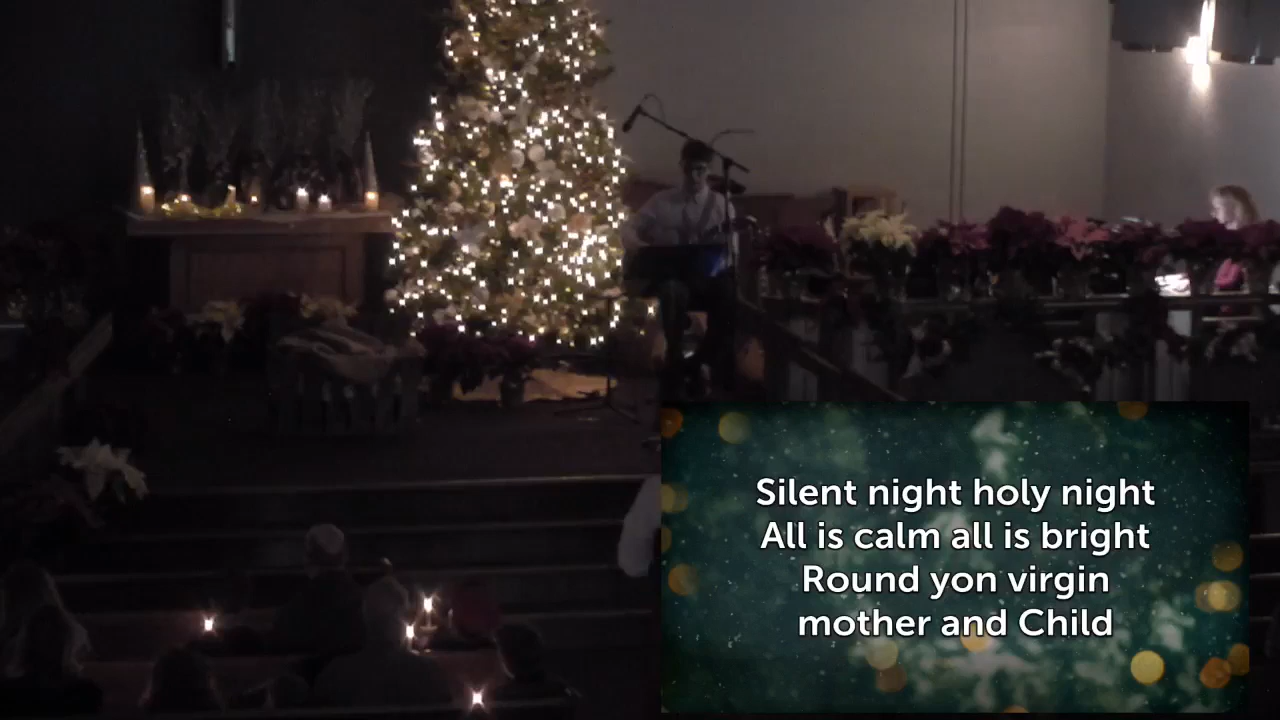 Silent night holy night
All is calm all is bright
Round yon virgin
mother and Child